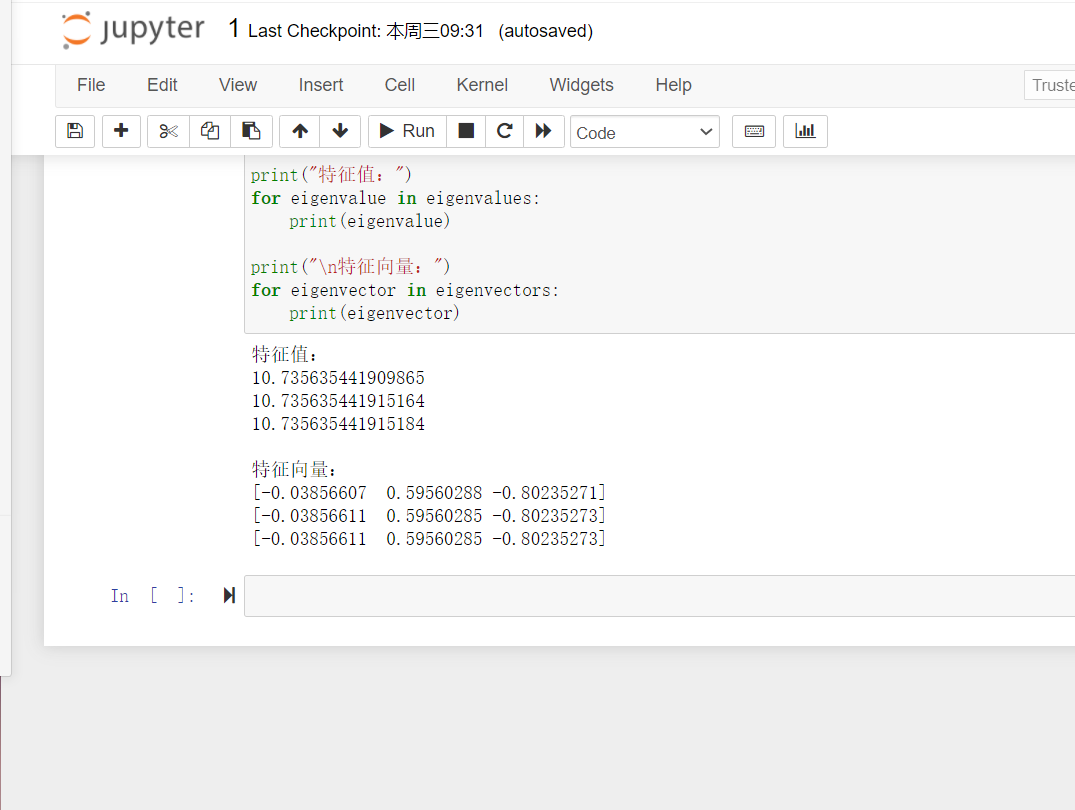 jupyter 1 Last Checkpoint: 本周三09:31 (autosaved)
File Edit View Insert Cell Kernel Widgets Help Truste
Run Code
print("特征值：")
for eigenvalue in eigenvalues:
    print(eigenvalue)
print("\n特征向量：")
for eigenvector in eigenvectors:
    print(eigenvector)
特征值：
10.735635441909865
10.735635441915164
10.735635441915184
特征向量：
[-0.03856607  0.59560288 -0.80235271]
[-0.03856611  0.59560285 -0.80235273]
[-0.03856611  0.59560285 -0.80235273]
In [ ]: